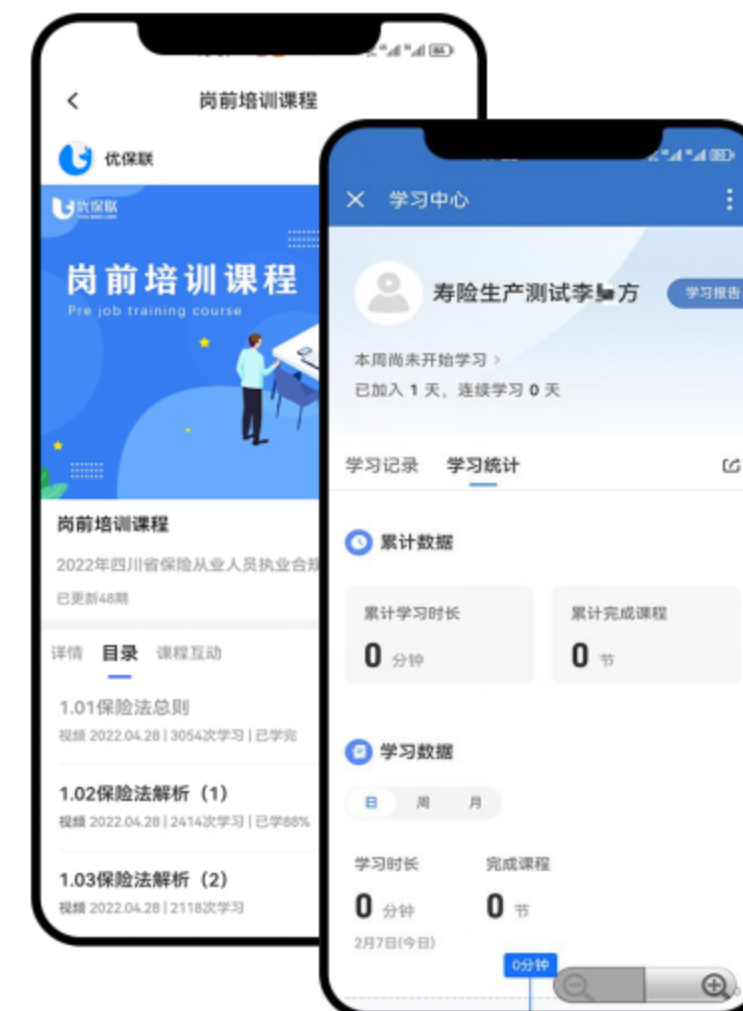 岗前培训课程
优保联
优保联
岗前培训课程
Pre job training course
岗前培训课程
2022年四川省保险从业人员执业合规
已更新48期
详情 目录 课程互动
1.01保险法总则
视频 2022.04.28 | 3054次学习 | 已学完
1.02保险法解析（1）
视频 2022.04.28 | 2414次学习 | 已学88%
1.03保险法解析（2）
视频 2022.04.28 | 2118次学习
学习中心
寿险生产测试李 方
学习报告
本周尚未开始学习 >
已加入 1 天，连续学习 0 天
学习记录 学习统计
累计数据
累计学习时长 累计完成课程
0 分钟 0 节
学习数据
日 周 月
学习时长 完成课程
0 分钟 0 节
2月7日(今日)
0分钟